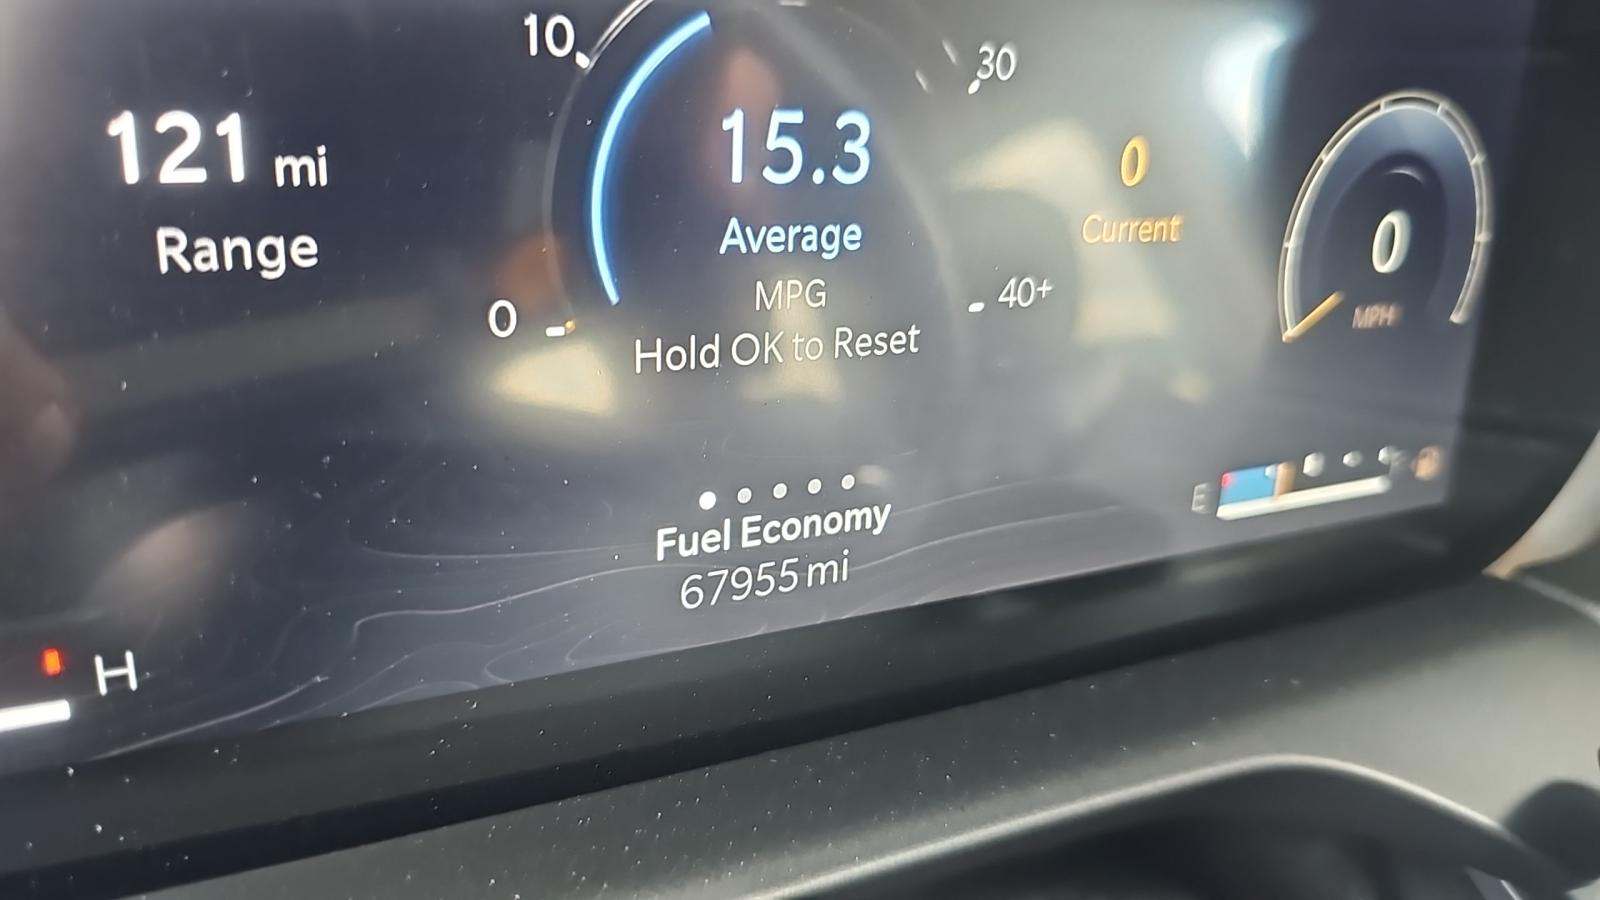 10
30
121 mi
Range
15.3
Average
MPG
Hold OK to Reset
0
40+
0
Current
0
MPH
E
Fuel Economy
67955 mi
H